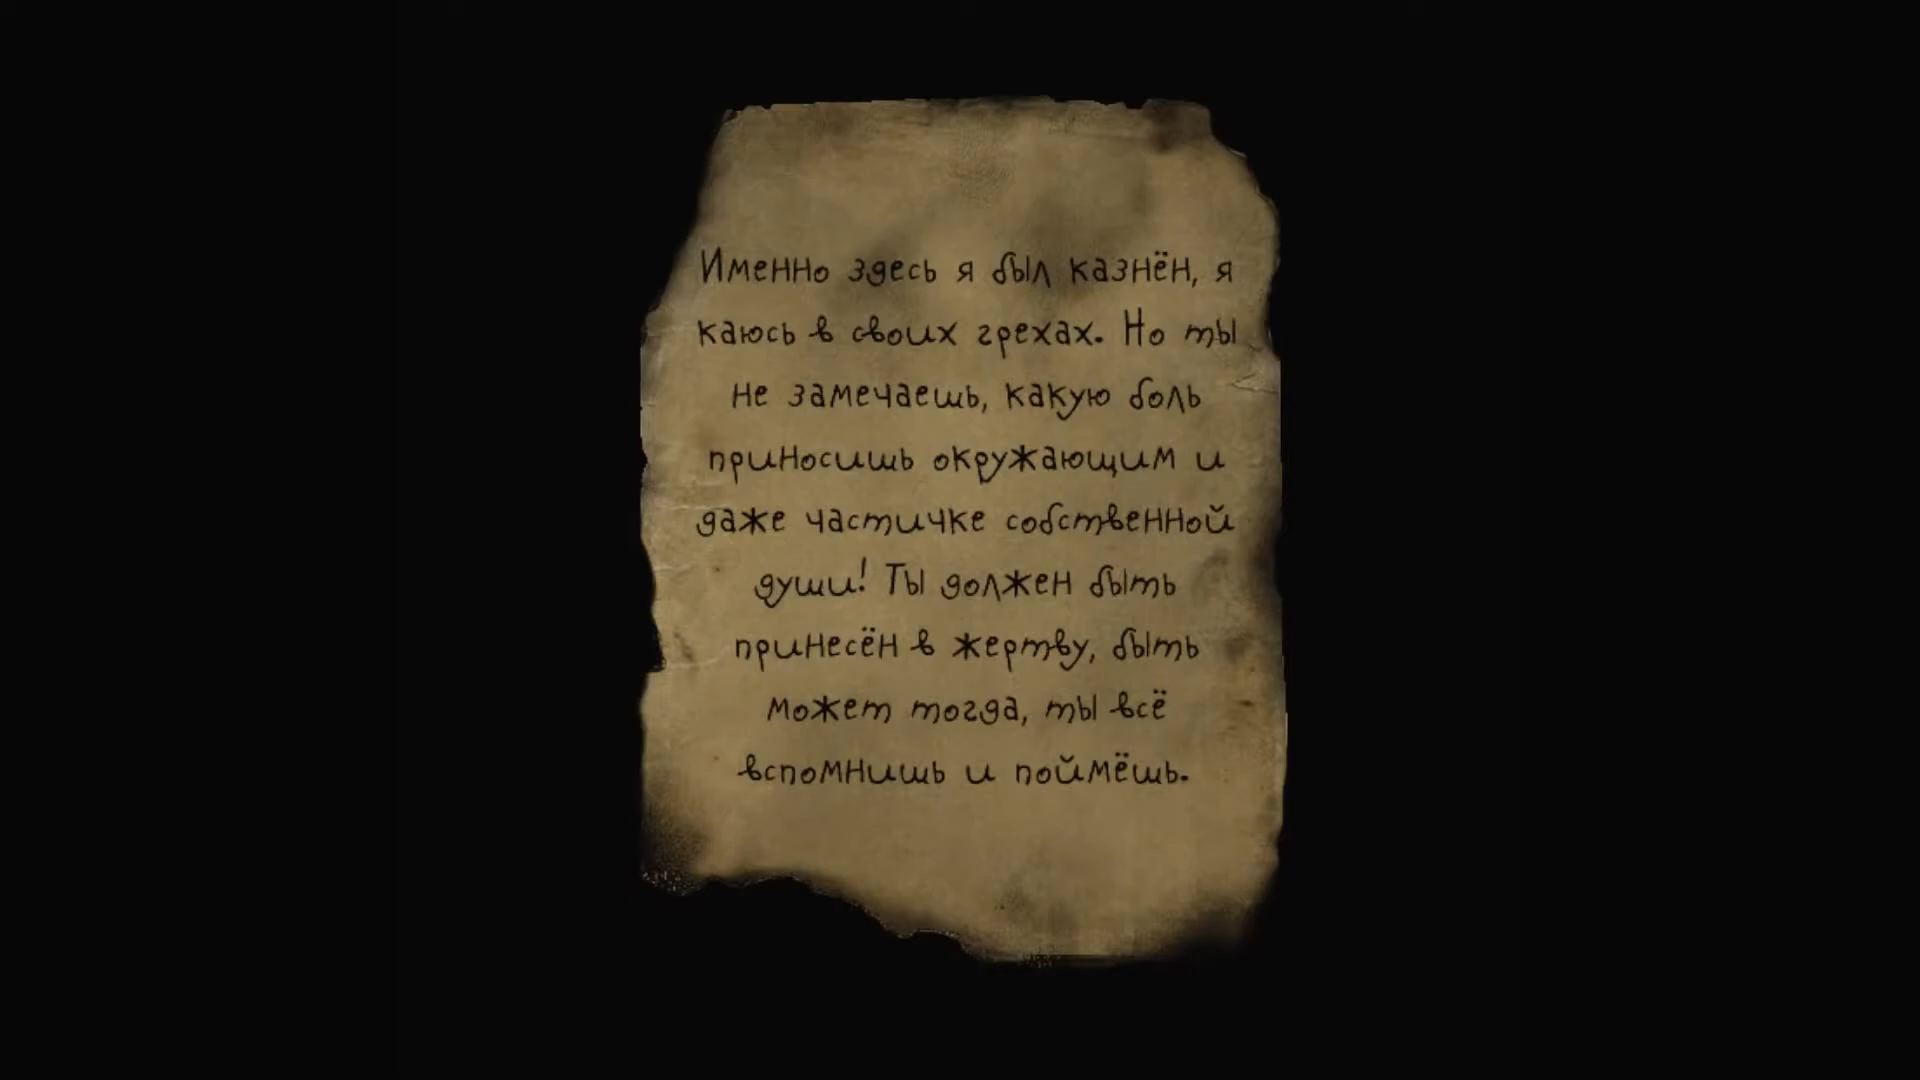 Именно здесь я был казнён, я
каюсь в своих грехах. Но ты
не замечаешь, какую боль
приносишь окружающим и
даже частичке собственной
души! Ты должен быть
принесён в жертву, быть
может тогда, ты всё
вспомнишь и поймёшь.